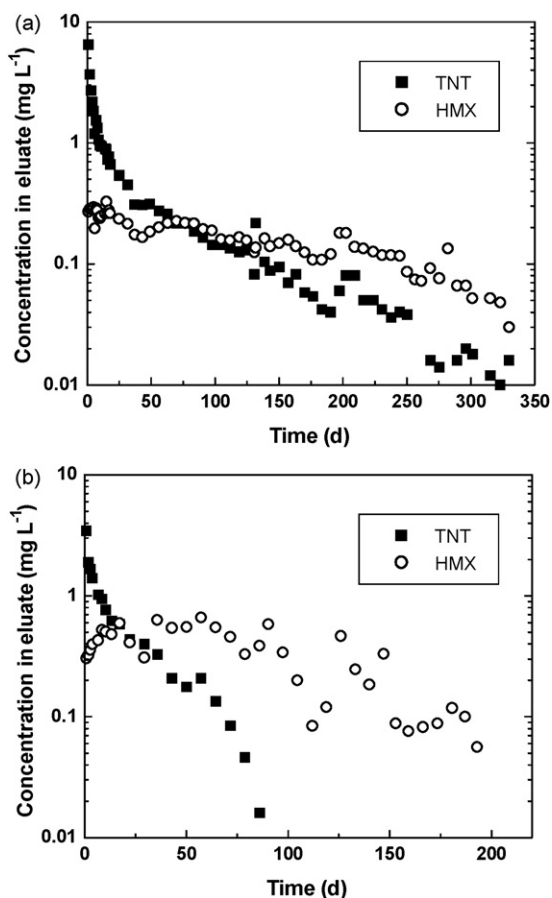 (a)
10
1
0.1
0.01
Concentration in eluate (mg L⁻¹)
TNT
HMX
0 50 100 150 200 250 300 350
Time (d)
(b)
10
1
0.1
0.01
Concentration in eluate (mg L⁻¹)
TNT
HMX
0 50 100 150 200
Time (d)